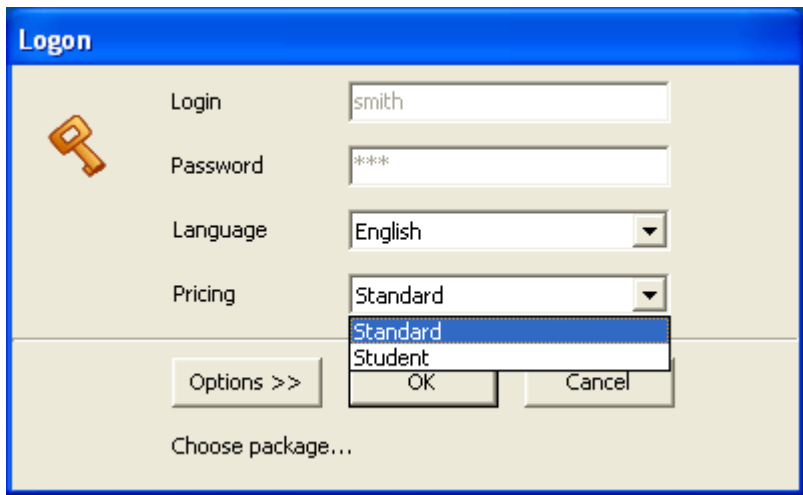 Logon
Login smith
Password ***
Language English
Pricing Standard
Standard
Student
Options >> OK Cancel
Choose package...